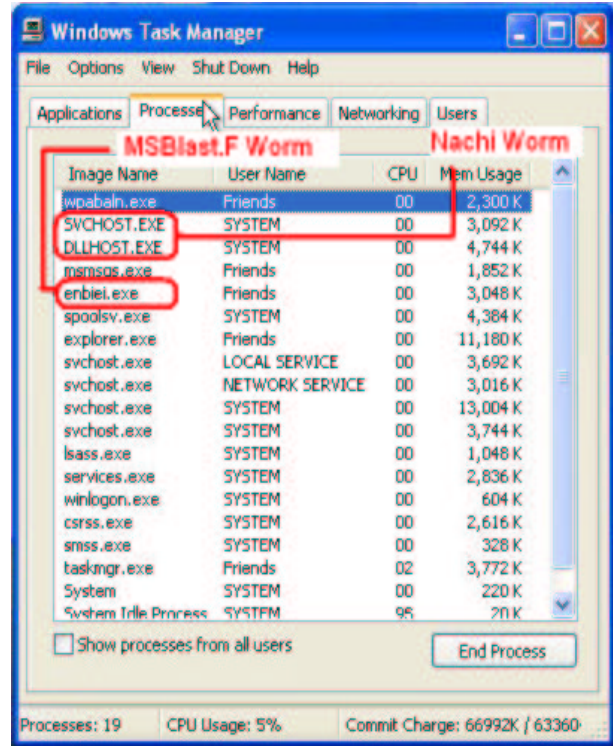 Windows Task Manager
File Options View Shut Down Help
Applications Processes Performance Networking Users
MSBlast.F Worm Nachi Worm
Image Name User Name CPU Mem Usage
wpabaln.exe Friends 00 2,300 K
SVCHOST.EXE SYSTEM 00 3,092 K
DLLHOST.EXE SYSTEM 00 4,744 K
msmsgs.exe Friends 00 1,852 K
enbiei.exe Friends 00 3,048 K
spoolsv.exe SYSTEM 00 4,384 K
explorer.exe Friends 00 11,180 K
svchost.exe LOCAL SERVICE 00 3,692 K
svchost.exe NETWORK SERVICE 00 3,016 K
svchost.exe SYSTEM 00 13,004 K
svchost.exe SYSTEM 00 3,744 K
lsass.exe SYSTEM 00 1,048 K
services.exe SYSTEM 00 2,836 K
winlogon.exe SYSTEM 00 604 K
csrss.exe SYSTEM 00 2,616 K
smss.exe SYSTEM 00 328 K
taskmgr.exe Friends 02 3,772 K
System SYSTEM 00 220 K
System Idle Process SYSTEM 95 20 K
Show processes from all users End Process
Processes: 19 CPU Usage: 5% Commit Charge: 66992K / 63360